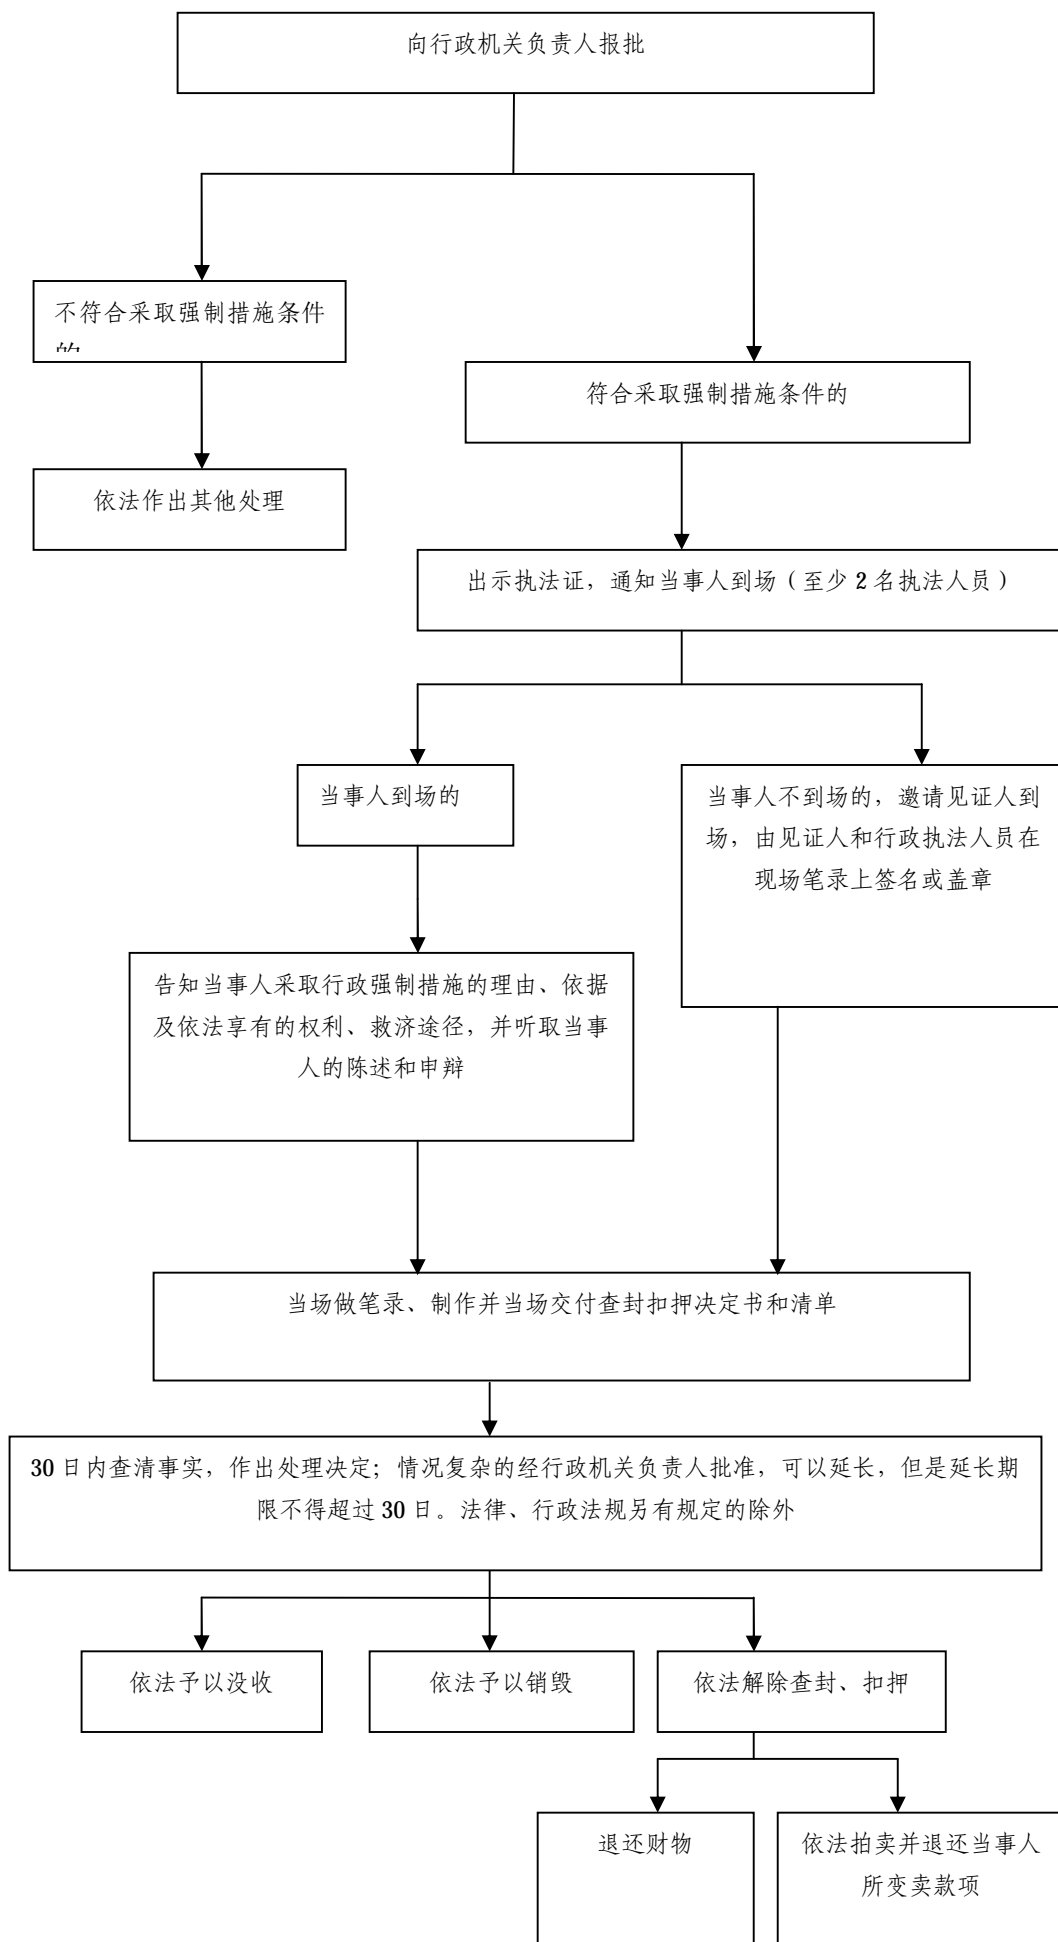 向行政机关负责人报批
不符合采取强制措施条件
符合采取强制措施条件的
依法作出其他处理
出示执法证，通知当事人到场（至少 2 名执法人员）
当事人到场的
当事人不到场的，邀请见证人到
场，由见证人和行政执法人员在
现场笔录上签名或盖章
告知当事人采取行政强制措施的理由、依据
及依法享有的权利、救济途径，并听取当事
人的陈述和申辩
当场做笔录、制作并当场交付查封扣押决定书和清单
30 日内查清事实，作出处理决定；情况复杂的经行政机关负责人批准，可以延长，但是延长期
限不得超过 30 日。法律、行政法规另有规定的除外
依法予以没收
依法予以销毁
依法解除查封、扣押
退还财物
依法拍卖并退还当事人
所变卖款项